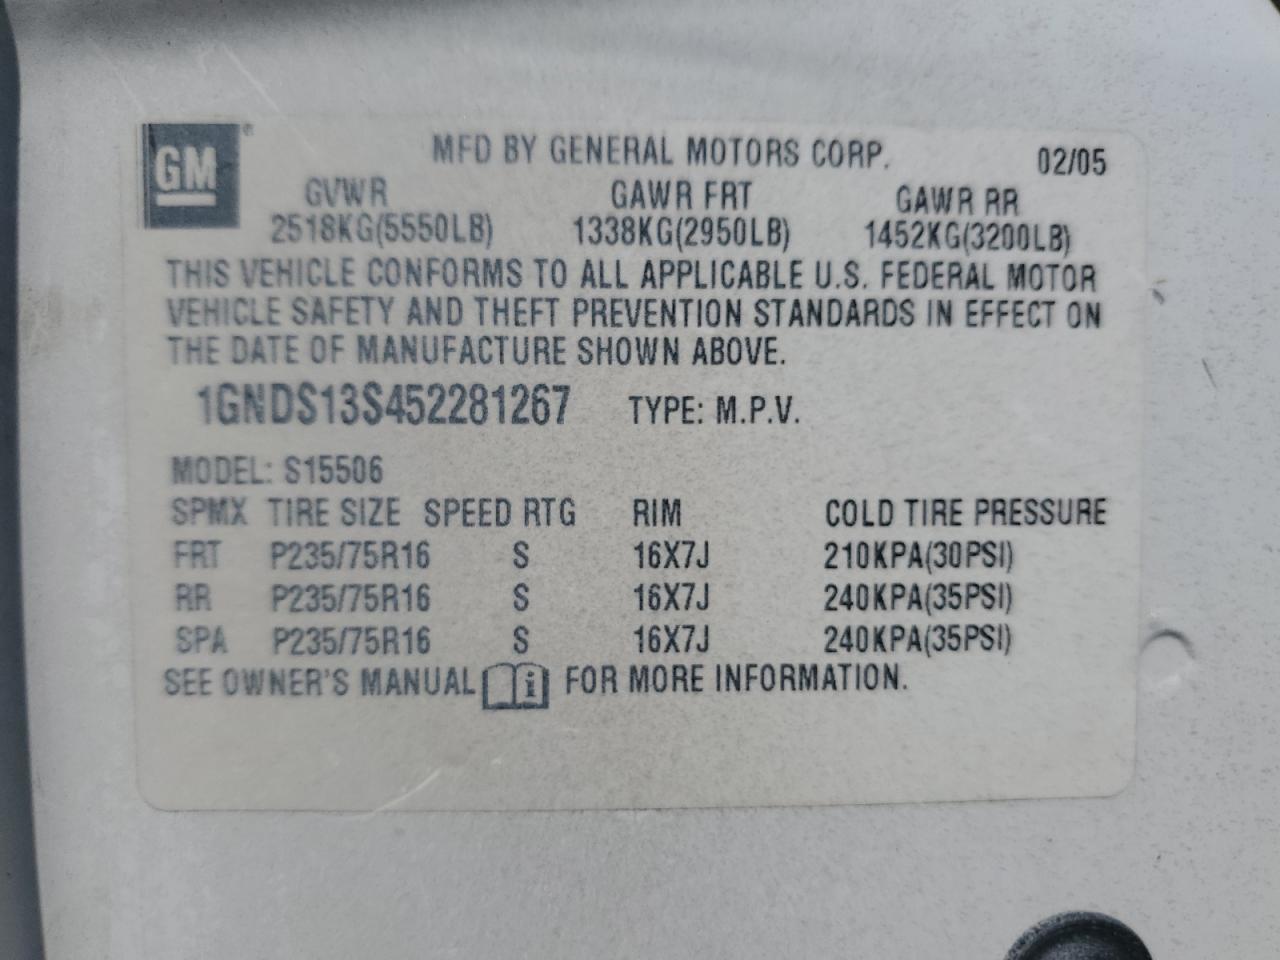 GM®
MFD BY GENERAL MOTORS CORP. 02/05
GVWR GAWR FRT GAWR RR
2518KG(5550LB) 1338KG(2950LB) 1452KG(3200LB)
THIS VEHICLE CONFORMS TO ALL APPLICABLE U.S. FEDERAL MOTOR
VEHICLE SAFETY AND THEFT PREVENTION STANDARDS IN EFFECT ON
THE DATE OF MANUFACTURE SHOWN ABOVE.
1GNDS13S452281267 TYPE: M.P.V.
MODEL: S15506
SPMX TIRE SIZE SPEED RTG RIM COLD TIRE PRESSURE
FRT P235/75R16 S 16X7J 210KPA(30PSI)
RR P235/75R16 S 16X7J 240KPA(35PSI)
SPA P235/75R16 S 16X7J 240KPA(35PSI)
SEE OWNER'S MANUAL i FOR MORE INFORMATION.